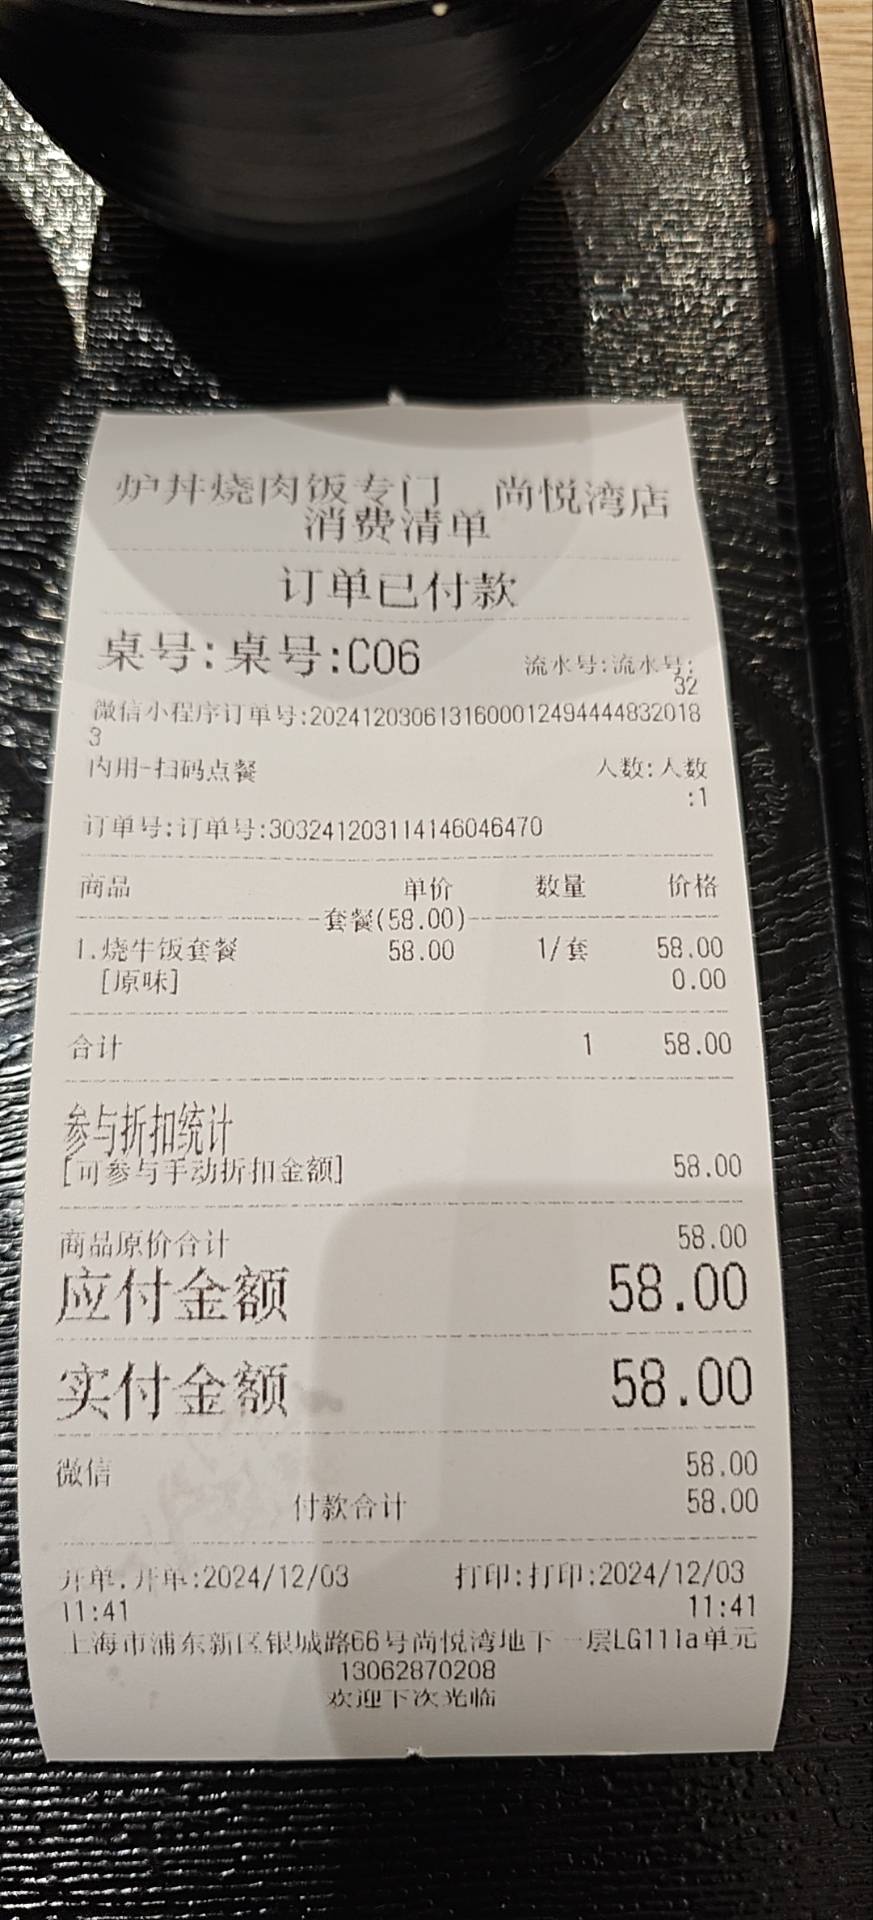 炉丼烧肉饭专门 尚悦湾店
消费清单
订单已付款
桌号:桌号:C06 流水号:流水号:
32
微信小程序订单号:2024120306131600012494444832018
3
内用-扫码点餐 人数:人数
:1
订单号:订单号:303241203114146046470
商品 单价 数量 价格
套餐(58.00)
1.烧牛饭套餐 58.00 1/套 58.00
[原味] 0.00
合计 1 58.00
参与折扣统计
[可参与手动折扣金额] 58.00
商品原价合计 58.00
应付金额 58.00
实付金额 58.00
微信 58.00
付款合计 58.00
开单:开单:2024/12/03 打印:打印:2024/12/03
11:41 11:41
上海市浦东新区银城路66号尚悦湾地下一层LG111a单元
13062870208
欢迎下次光临